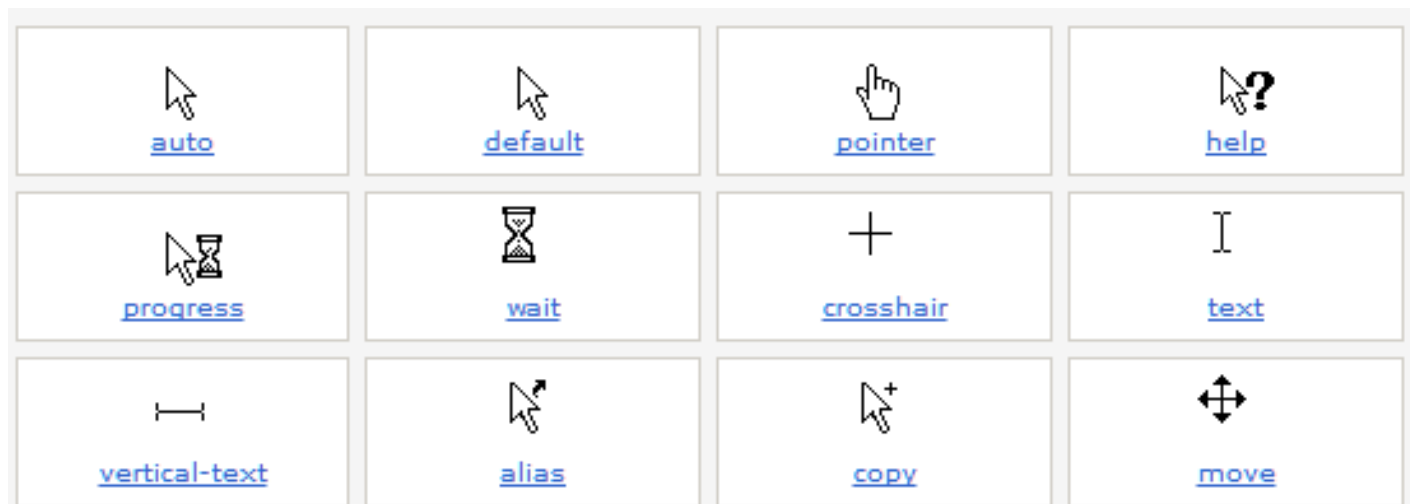 auto default pointer help
?
progress wait crosshair text
vertical-text alias copy move